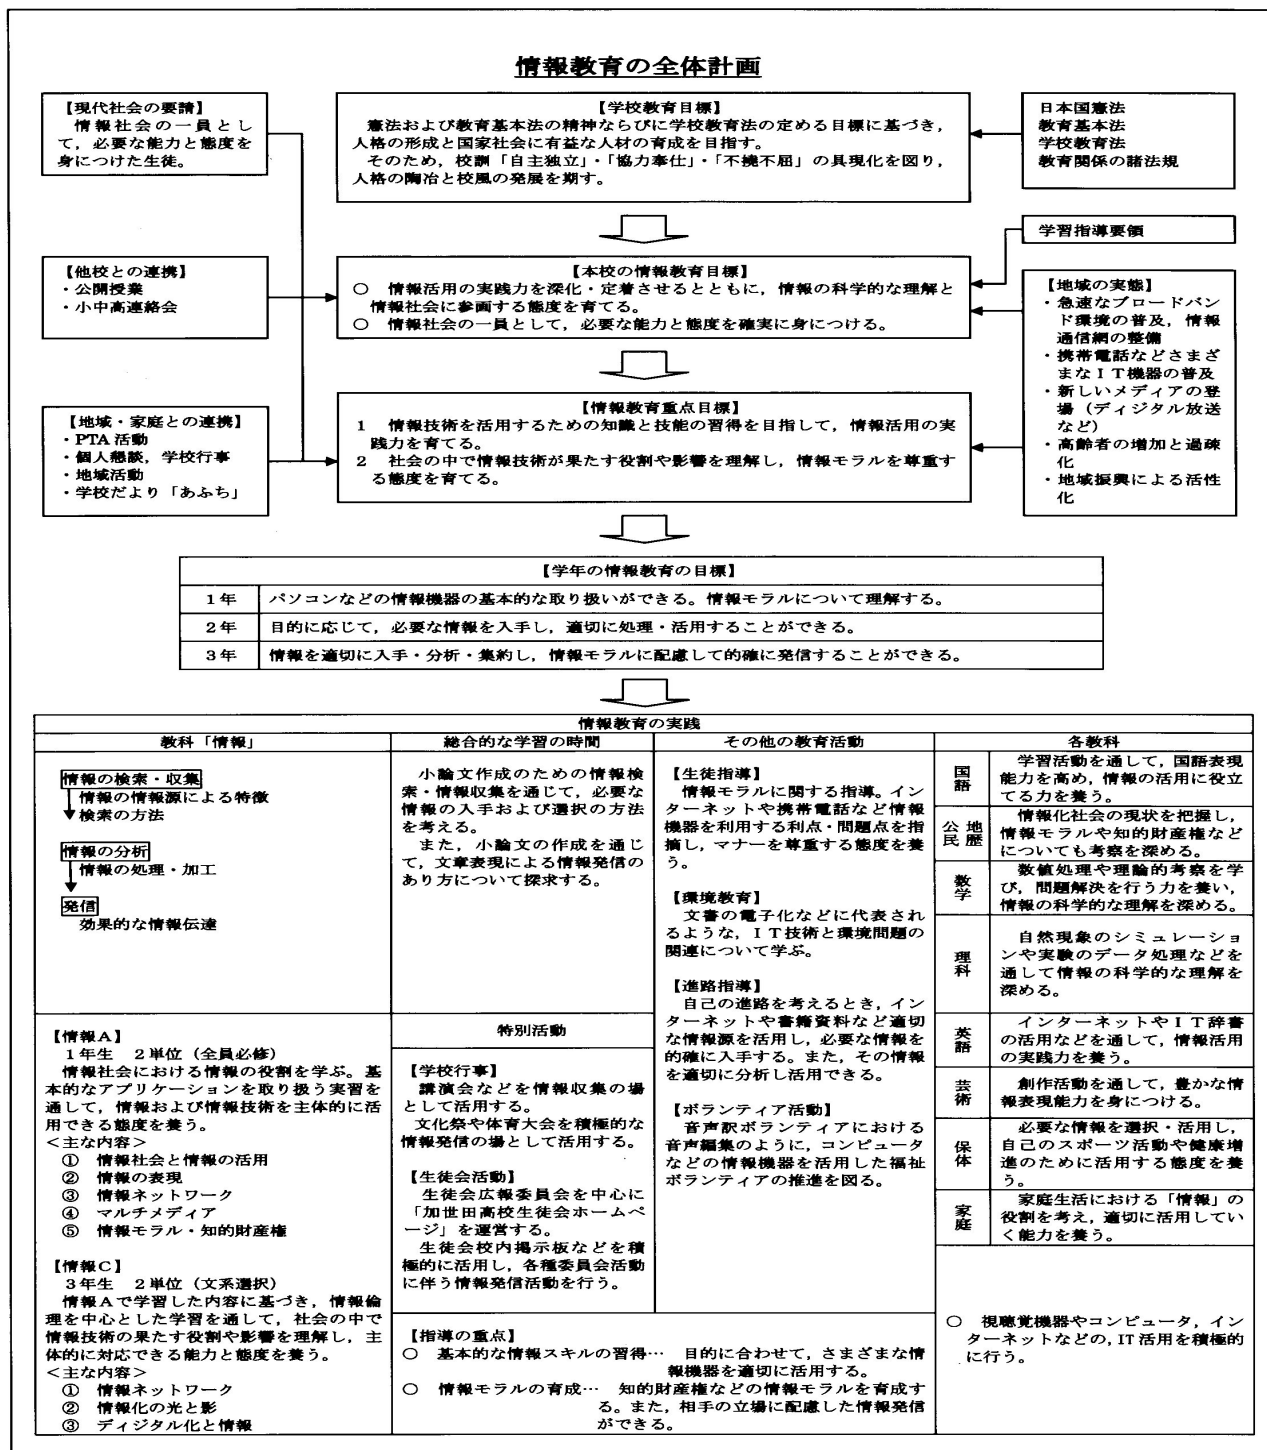 情報教育の全体計画
【現代社会の要請】
情報社会の一員とし
て，必要な能力と態度を
身につけた生徒。
【学校教育目標】
憲法および教育基本法の精神ならびに学校教育法の定める目標に基づき，
人格の形成と国家社会に有益な人材の育成を目指す。
そのため，校訓「自主独立」・「協力奉仕」・「不撓不屈」の具現化を図り，
人格の陶冶と校風の発展を期す。
日本国憲法
教育基本法
学校教育法
教育関係の諸法規
学習指導要領
【他校との連携】
・公開授業
・小中高連絡会
【本校の情報教育目標】
○ 情報活用の実践力を深化・定着させるとともに，情報の科学的な理解と
情報社会に参画する態度を育てる。
○ 情報社会の一員として，必要な能力と態度を確実に身につける。
【地域の実態】
・急速なブロードバン
ド環境の普及，情報
通信網の整備
・携帯電話などさまざ
まなＩＴ機器の普及
・新しいメディアの登
場（ディジタル放送
など）
・高齢者の増加と過疎
化
・地域振興による活性
化
【地域・家庭との連携】
・PTA 活動
・個人懇談，学校行事
・地域活動
・学校だより「あふち」
【情報教育重点目標】
1 情報技術を活用するための知識と技能の習得を目指して，情報活用の実
践力を育てる。
2 社会の中で情報技術が果たす役割や影響を理解し，情報モラルを尊重す
る態度を育てる。
【学年の情報教育の目標】
1年 パソコンなどの情報機器の基本的な取り扱いができる。情報モラルについて理解する。
2年 目的に応じて，必要な情報を入手し，適切に処理・活用することができる。
3年 情報を適切に入手・分析・集約し，情報モラルに配慮して的確に発信することができる。
情報教育の実践
教科「情報」
情報の検索・収集
情報の情報源による特徴
検索の方法
情報の分析
情報の処理・加工
発信
効果的な情報伝達
【情報Ａ】
1年生 2単位（全員必修）
情報社会における情報の役割を学ぶ。基
本的なアプリケーションを取り扱う実習を
通して，情報および情報技術を主体的に活
用できる態度を養う。
＜主な内容＞
① 情報社会と情報の活用
② 情報の表現
③ 情報ネットワーク
④ マルチメディア
⑤ 情報モラル・知的財産権
【情報Ｃ】
3年生 2単位（文系選択）
情報Ａで学習した内容に基づき，情報倫
理を中心とした学習を通して，社会の中で
情報技術の果たす役割や影響を理解し，主
体的に対応できる能力と態度を養う。
＜主な内容＞
① 情報ネットワーク
② 情報化の光と影
③ ディジタル化と情報
総合的な学習の時間
小論文作成のための情報検
索・情報収集を通じて，必要な
情報の入手および選択の方法
を考える。
また，小論文の作成を通じ
て，文章表現による情報発信の
あり方について探求する。
特別活動
【学校行事】
講演会などを情報収集の場
として活用する。
文化祭や体育大会を積極的な
情報発信の場として活用する。
【生徒会活動】
生徒会広報委員会を中心に
「加世田高校生徒会ホームペ
ージ」を運営する。
生徒会校内掲示板などを積
極的に活用し，各種委員会活動
に伴う情報発信活動を行う。
その他の教育活動
【生徒指導】
情報モラルに関する指導。イ
ンターネットや携帯電話など情報
機器を利用する利点・問題点を指
摘し，マナーを尊重する態度を養
う。
【環境教育】
文書の電子化などに代表され
るような，ＩＴ技術と環境問題の
関連について学ぶ。
【進路指導】
自己の進路を考えるとき，イン
ターネットや書籍資料など適切
な情報源を活用し，必要な情報を
的確に入手する。また，その情報
を適切に分析し活用できる。
【ボランティア活動】
音声訳ボランティアにおける
音声編集のように，コンピュータ
などの情報機器を活用した福祉
ボランティアの推進を図る。
【指導の重点】
○ 基本的な情報スキルの習得… 目的に合わせて，さまざまな情
報機器を適切に活用する。
○ 情報モラルの育成… 知的財産権などの情報モラルを育成す
る。また，相手の立場に配慮した情報発信
ができる。
各教科
国語
学習活動を通して，国語表現
能力を高め，情報の活用に役立
てる力を養う。
公民 地歴
情報化社会の現状を把握し，
情報モラルや知的財産権など
についても考察を深める。
数学
数値処理や理論的考察を学
び，問題解決を行う力を養い，
情報の科学的な理解を深める。
理科
自然現象のシミュレーショ
ンや実験のデータ処理などを
通して情報の科学的な理解を
深める。
英語
インターネットやＩＴ辞書
の活用などを通して，情報活用
の実践力を養う。
芸術
創作活動を通して，豊かな情
報表現能力を身につける。
保体
必要な情報を選択・活用し，
自己のスポーツ活動や健康増
進のために活用する態度を養
う。
家庭
家庭生活における「情報」の
役割を考え，適切に活用してい
く能力を養う。
○ 視聴覚機器やコンピュータ，イン
ターネットなどの，IT 活用を積極的
に行う。